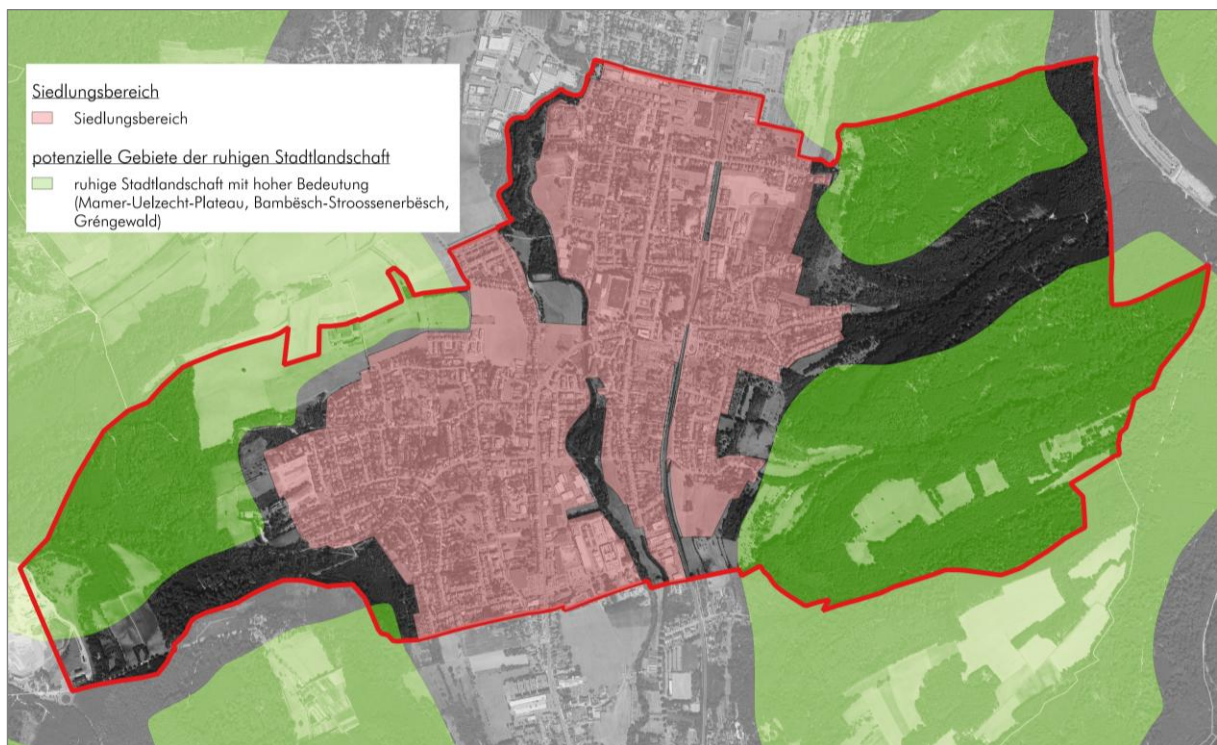 Siedlungsbereich
Siedlungsbereich
potenzielle Gebiete der ruhigen Stadtlandschaft
ruhige Stadtlandschaft mit hoher Bedeutung
(Mamer-Uelzecht-Plateau, Bambësch-Stroossenerbësch,
Gréngewald)